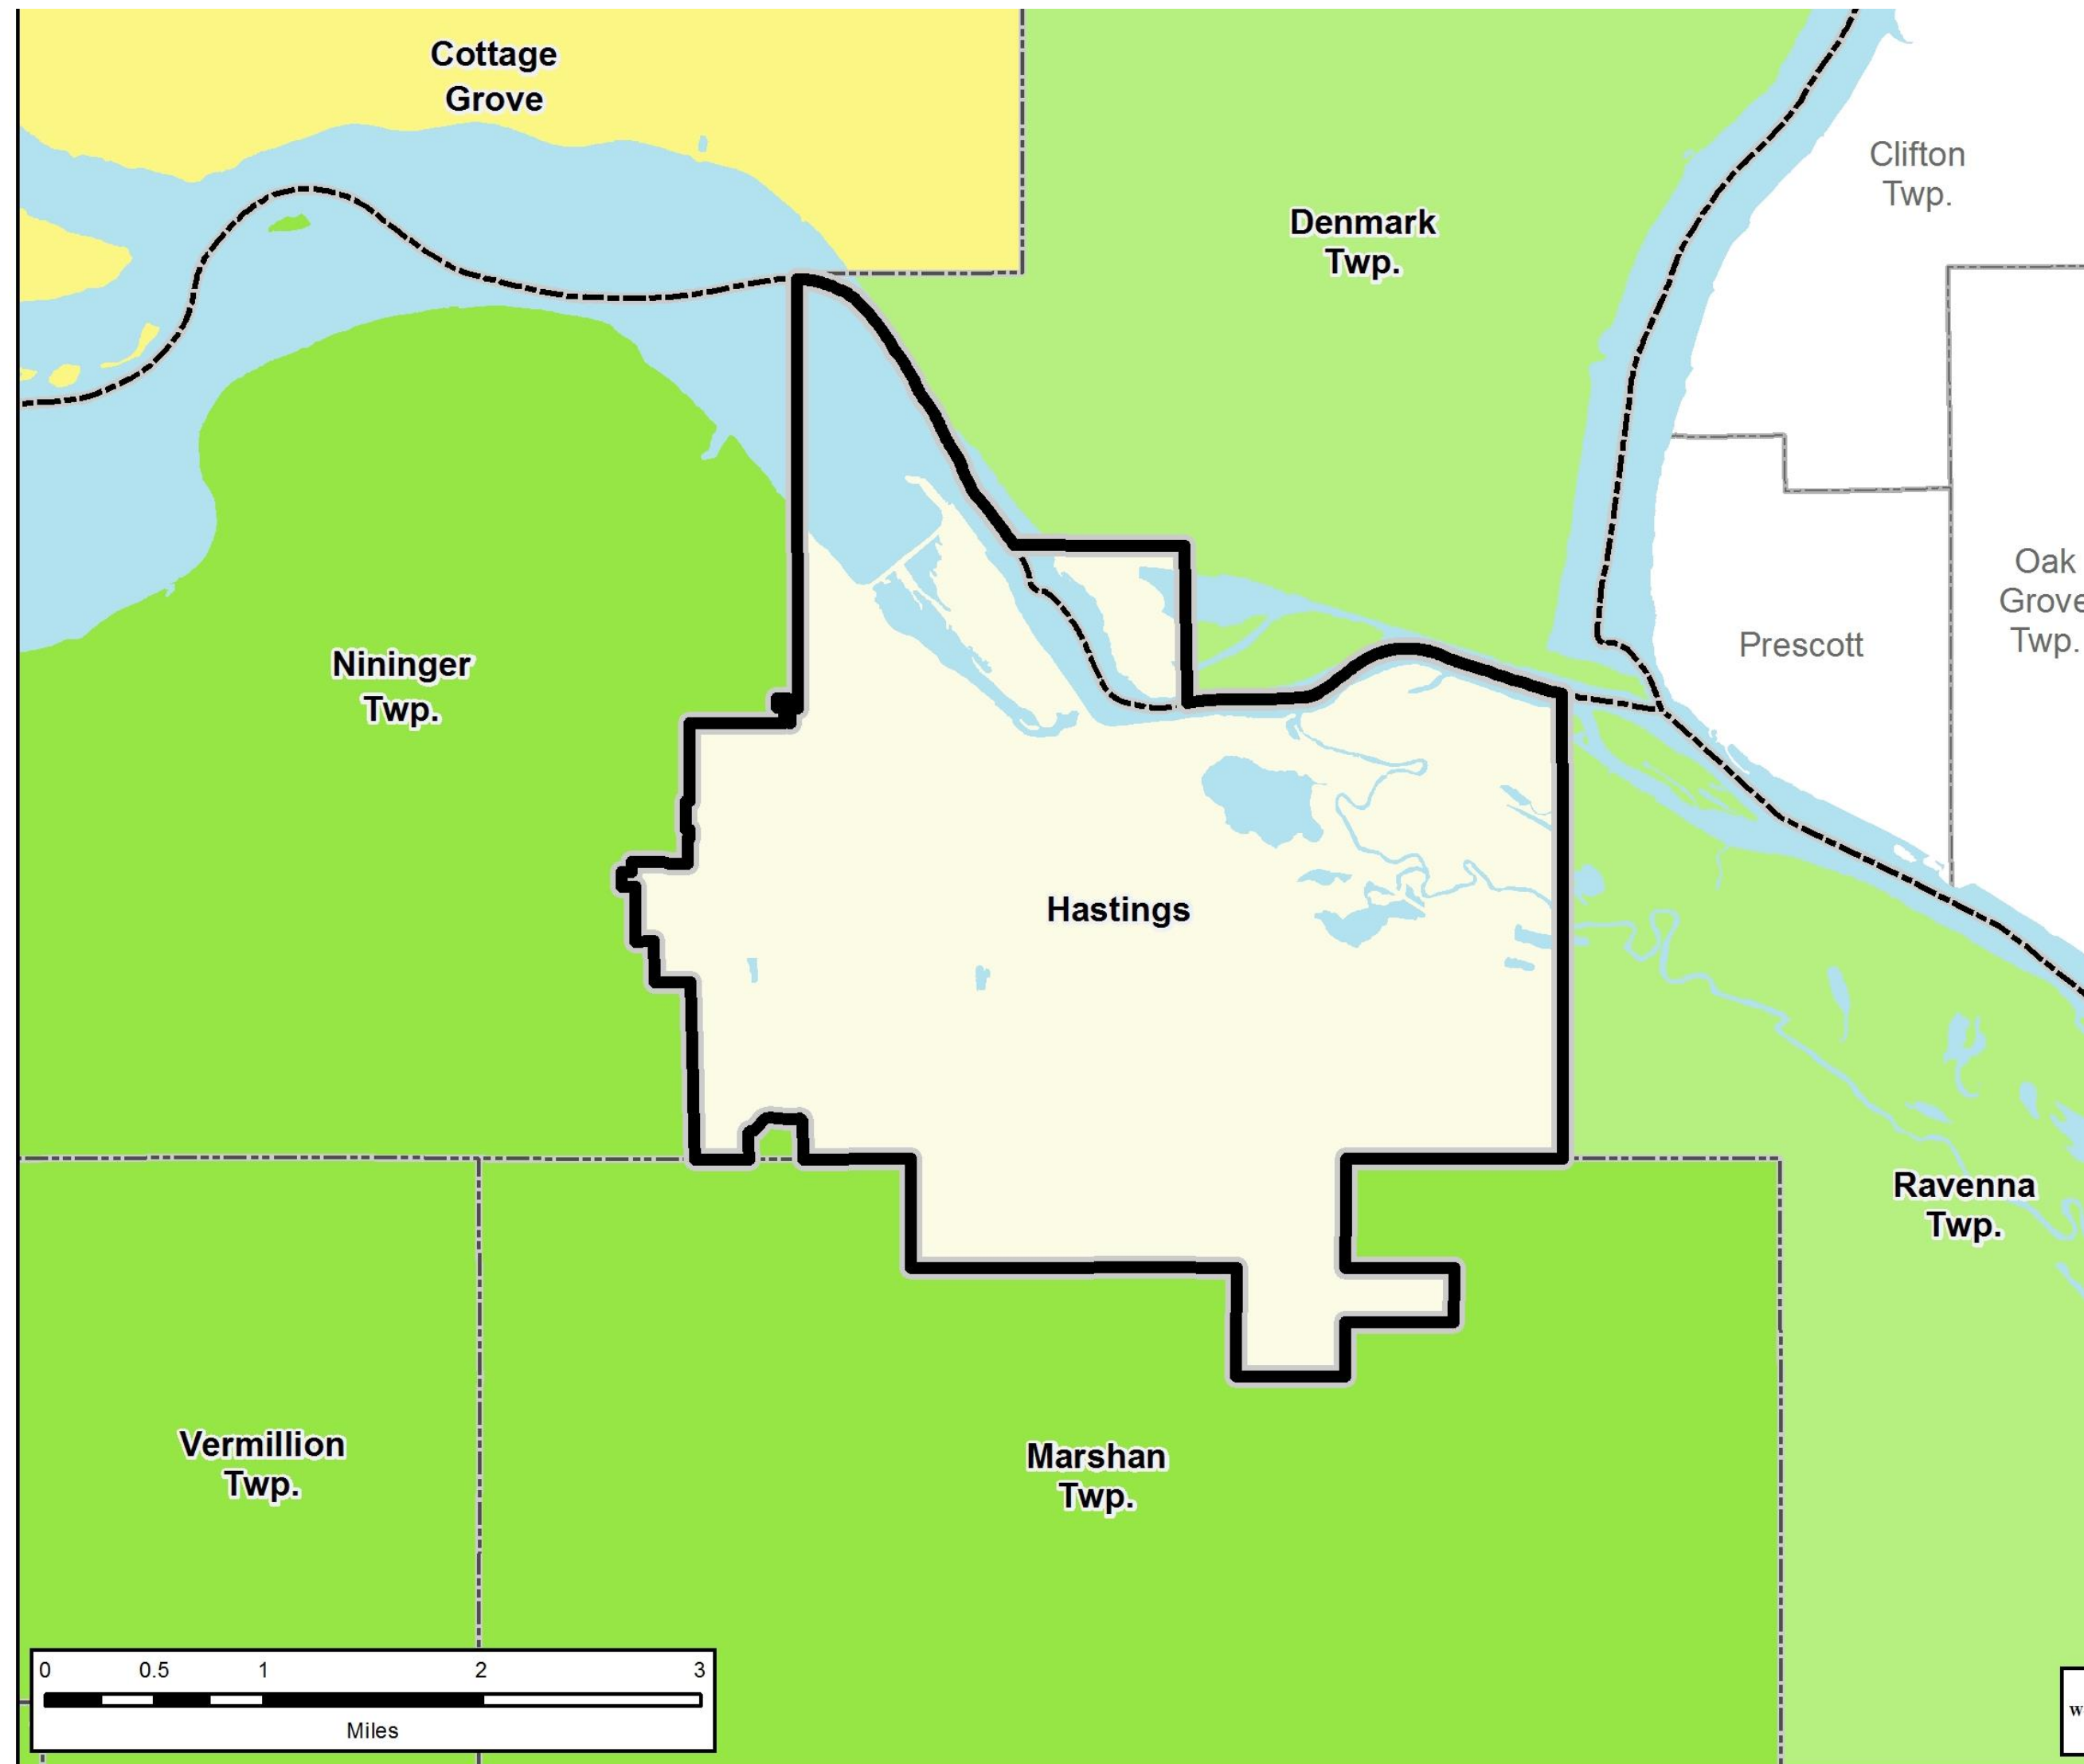 Cottage
Grove
Clifton
Twp.
Denmark
Twp.
Oak
Grove
Twp.
Prescott
Nininger
Twp.
Hastings
Ravenna
Twp.
Vermillion
Twp.
Marshan
Twp.
0 0.5 1 2 3
Miles
W